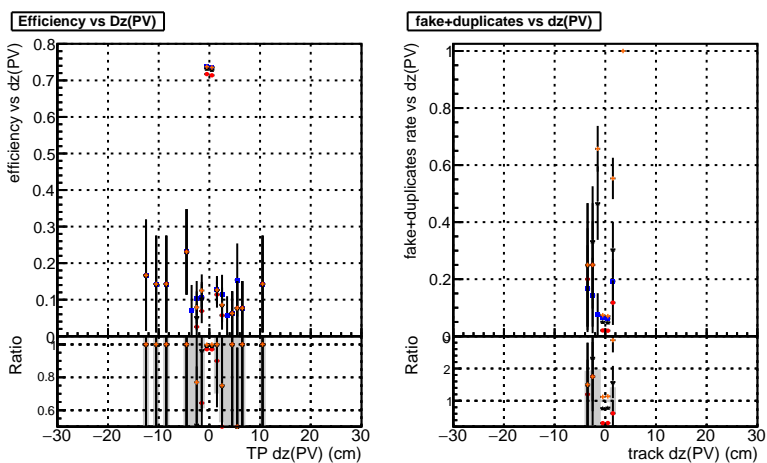 Efficiency vs Dz(PV)
efficiency vs dz(PV)
0.8
0.7
0.6
0.5
0.4
0.3
0.2
0.1
0
Ratio
1
0.8
0.6
−30 −20 −10 0 10 20 30
TP dz(PV) (cm)
fake+duplicates vs dz(PV)
fake+duplicates rate vs dz(PV)
1
0.8
0.6
0.4
0.2
Ratio
2
1
−30 −20 −10 0 10 20 30
track dz(PV) (cm)